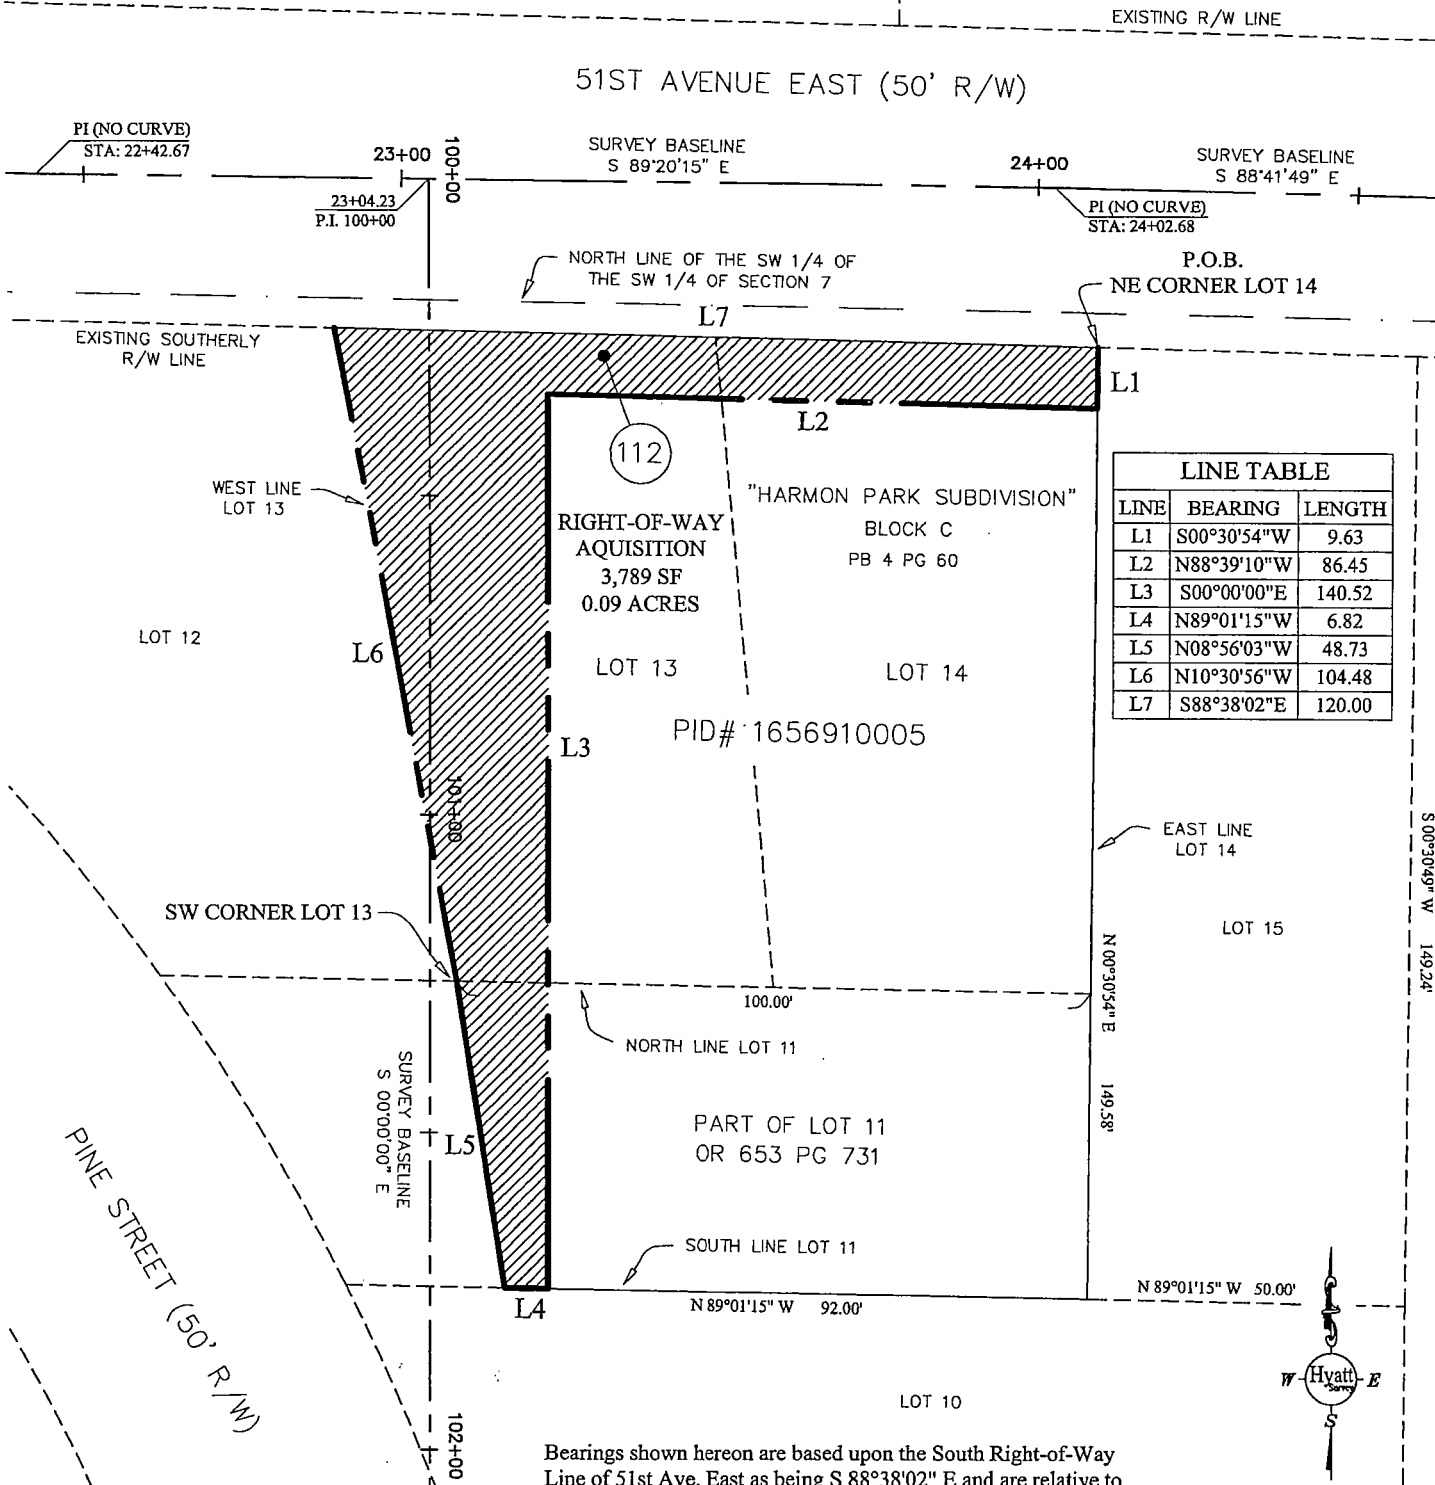 EXISTING R/W LINE
51ST AVENUE EAST (50' R/W)
PI (NO CURVE)
STA: 22+42.67
23+00
100+00
SURVEY BASELINE
S 89°20'15" E
24+00
SURVEY BASELINE
S 88°41'49" E
23+04.23
P.I. 100+00
PI (NO CURVE)
STA: 24+02.68
P.O.B.
NE CORNER LOT 14
NORTH LINE OF THE SW 1/4 OF
THE SW 1/4 OF SECTION 7
L7
EXISTING SOUTHERLY
R/W LINE
L1
L2
112
WEST LINE
LOT 13
RIGHT-OF-WAY
AQUISITION
3,789 SF
0.09 ACRES
"HARMON PARK SUBDIVISION"
BLOCK C
PB 4 PG 60
LINE TABLE
LINE BEARING LENGTH
L1 S00°30'54"W 9.63
L2 N88°39'10"W 86.45
L3 S00°00'00"E 140.52
L4 N89°01'15"W 6.82
L5 N08°56'03"W 48.73
L6 N10°30'56"W 104.48
L7 S88°38'02"E 120.00
LOT 12
L6
LOT 13
LOT 14
PID# 1656910005
L3
101+00
EAST LINE
LOT 14
S 00°30'49" W 149.24'
SW CORNER LOT 13
LOT 15
N 00°30'54" E 149.58'
100.00'
NORTH LINE LOT 11
SURVEY BASELINE
S 00°00'00" E
L5
PART OF LOT 11
OR 653 PG 731
PINE STREET (50' R/W)
SOUTH LINE LOT 11
L4
N 89°01'15" W 92.00'
N 89°01'15" W 50.00'
W Hyatt E
Survey
S
LOT 10
102+00
Bearings shown hereon are based upon the South Right-of-Way
Line of 51st Ave. East as being S 88°38'02" E and are relative to